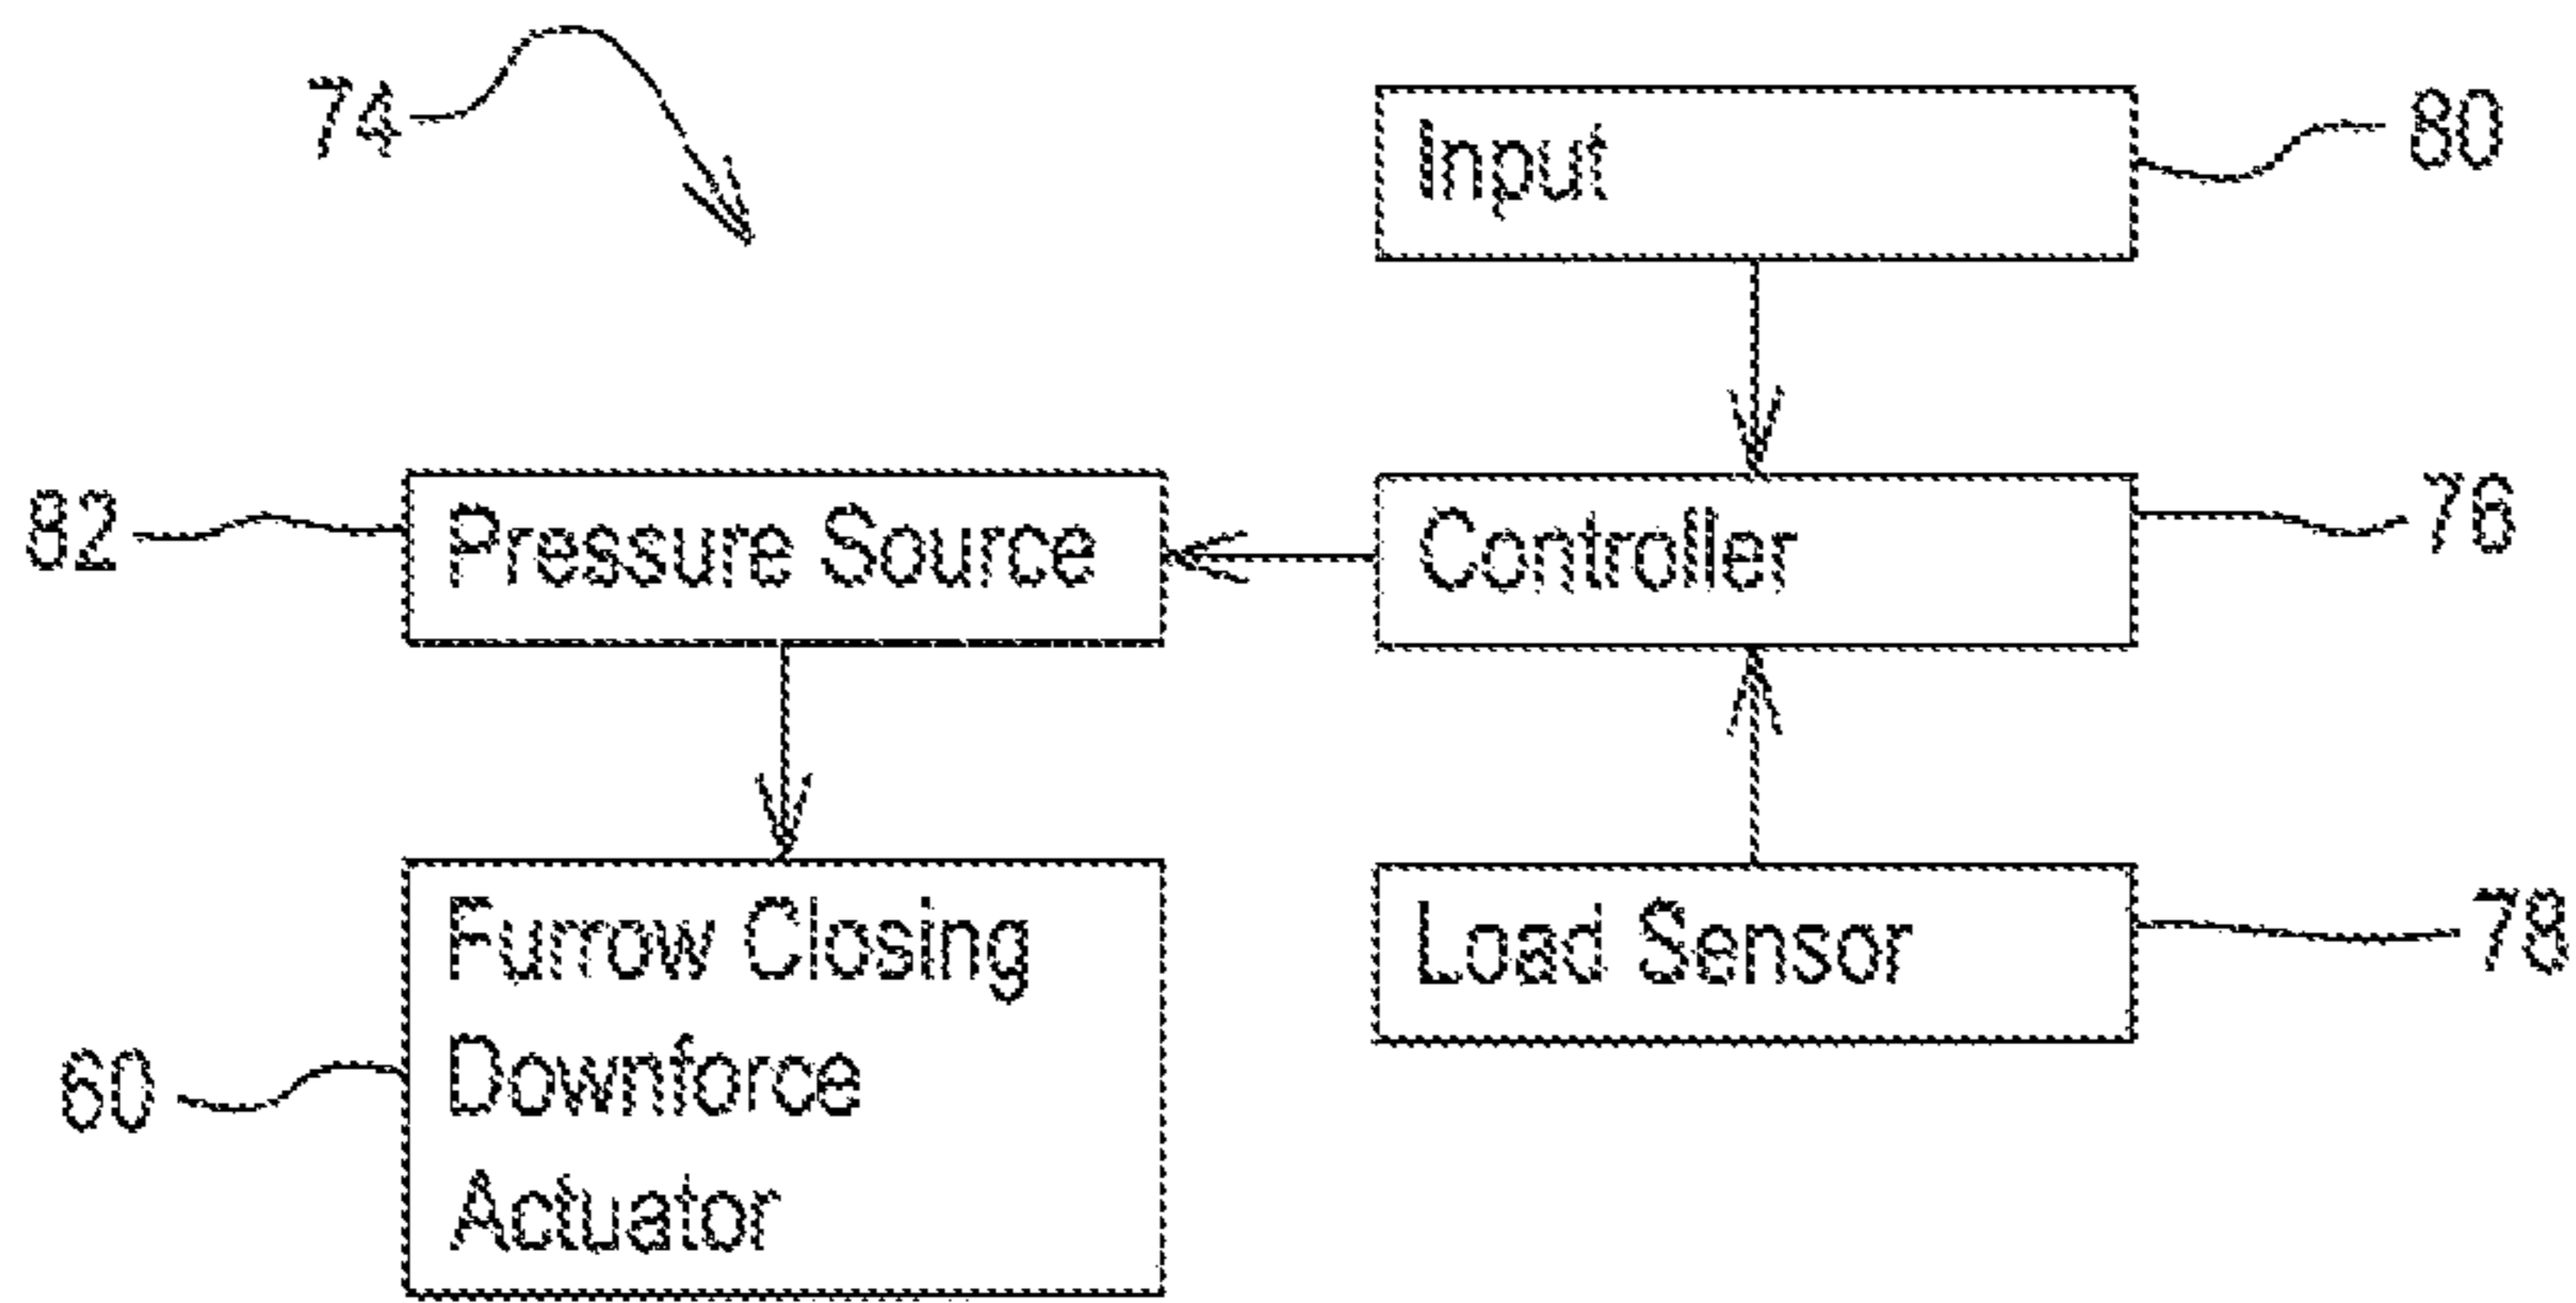 74
Input
80
82
Pressure Source
Controller
76
Furrow Closing
Downforce
Actuator
60
Load Sensor
78